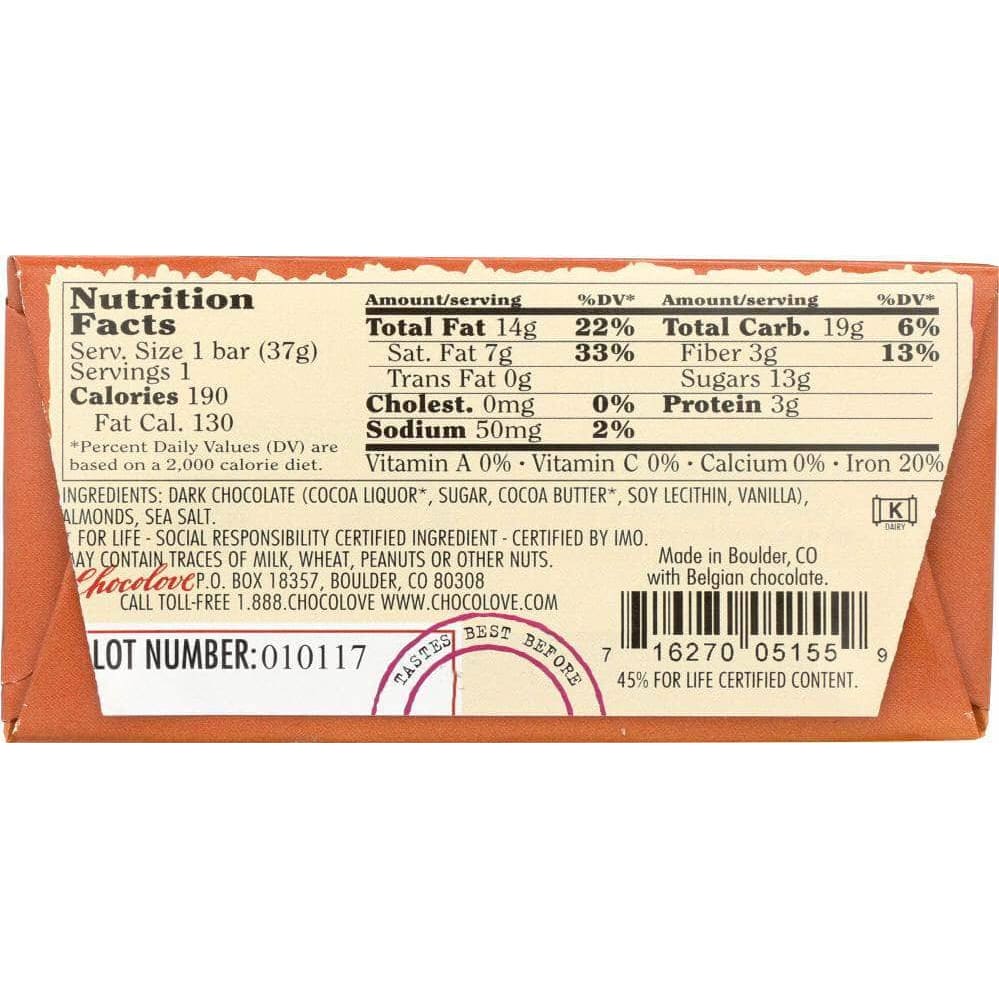 Nutrition
Facts
Serv. Size 1 bar (37g)
Servings 1
Calories 190
Fat Cal. 130
*Percent Daily Values (DV) are
based on a 2,000 calorie diet.
Amount/serving %DV*
Total Fat 14g 22%
Sat. Fat 7g 33%
Trans Fat 0g
Cholest. 0mg 0%
Sodium 50mg 2%
Amount/serving %DV*
Total Carb. 19g 6%
Fiber 3g 13%
Sugars 13g
Protein 3g
Vitamin A 0% · Vitamin C 0% · Calcium 0% · Iron 20%
INGREDIENTS: DARK CHOCOLATE (COCOA LIQUOR*, SUGAR, COCOA BUTTER*, SOY LECITHIN, VANILLA),
ALMONDS, SEA SALT.
* FOR LIFE - SOCIAL RESPONSIBILITY CERTIFIED INGREDIENT - CERTIFIED BY IMO.
MAY CONTAIN TRACES OF MILK, WHEAT, PEANUTS OR OTHER NUTS.
Chocolove P.O. BOX 18357, BOULDER, CO 80308
CALL TOLL-FREE 1.888.CHOCOLOVE WWW.CHOCOLOVE.COM
K
DAIRY
Made in Boulder, CO
with Belgian chocolate.
7 16270 05155 9
45% FOR LIFE CERTIFIED CONTENT.
LOT NUMBER: 010117
TASTES BEST BEFORE